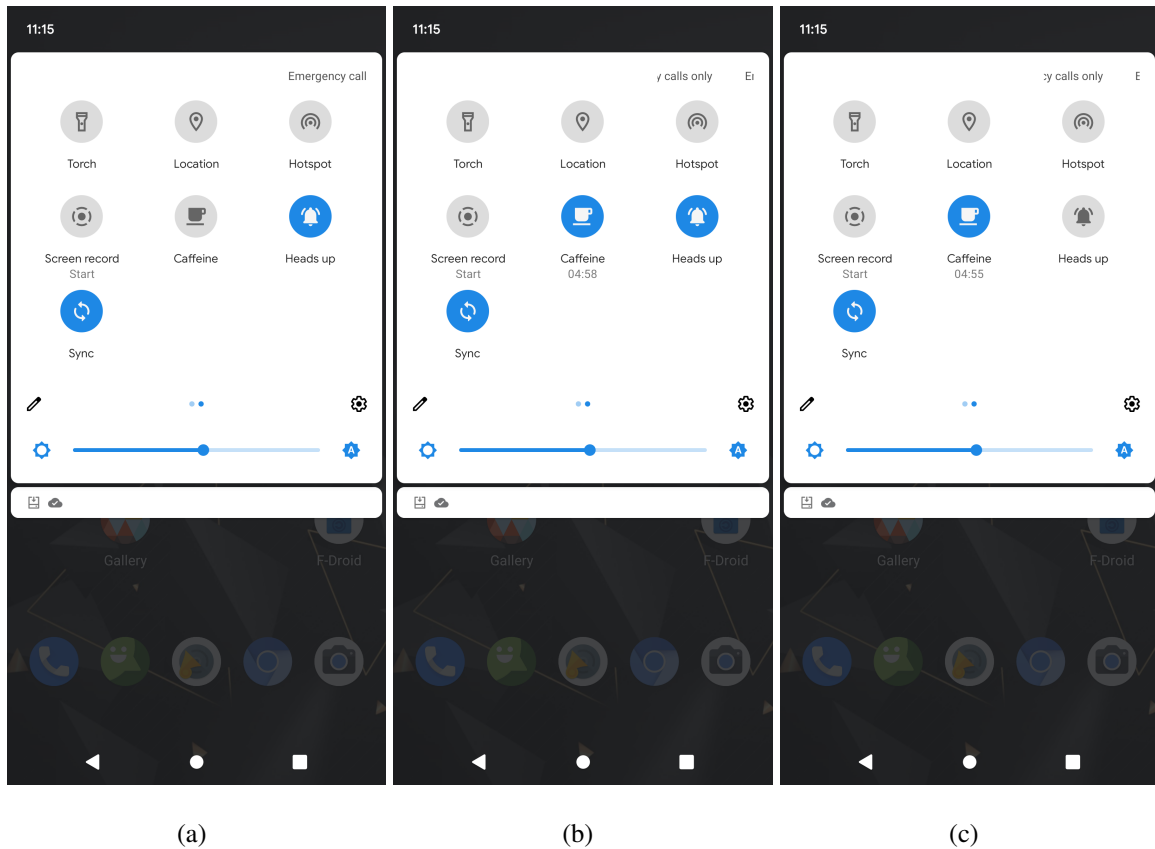 11:15
Emergency call
Torch Location Hotspot
Screen record Caffeine Heads up
Start
Sync
A
Gallery F-Droid
(a)
11:15
y calls only
Torch Location Hotspot
Screen record Caffeine Heads up
Start 04:58
Sync
A
Gallery F-Droid
(b)
11:15
y calls only E
Torch Location Hotspot
Screen record Caffeine Heads up
Start 04:55
Sync
A
Gallery F-Droid
(c)